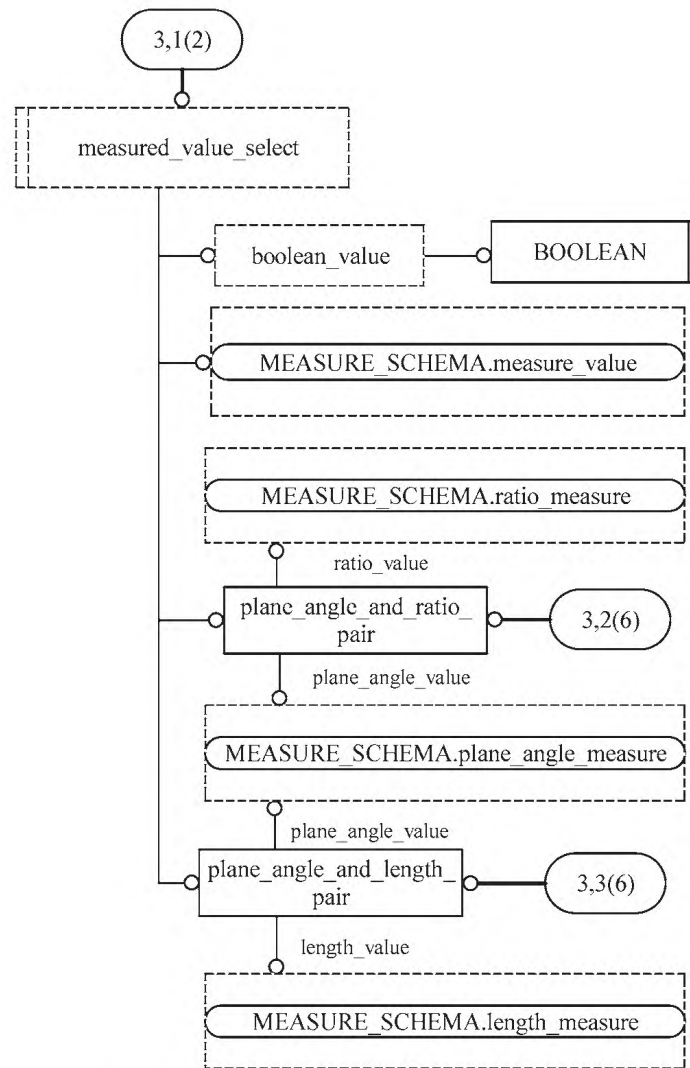 3,1(2)
measured_value_select
boolean_value
BOOLEAN
MEASURE_SCHEMA.measure_value
MEASURE_SCHEMA.ratio_measure
ratio_value
plane_angle_and_ratio_
pair
3,2(6)
plane_angle_value
MEASURE_SCHEMA.plane_angle_measure
plane_angle_value
plane_angle_and_length_
pair
3,3(6)
length_value
MEASURE_SCHEMA.length_measure